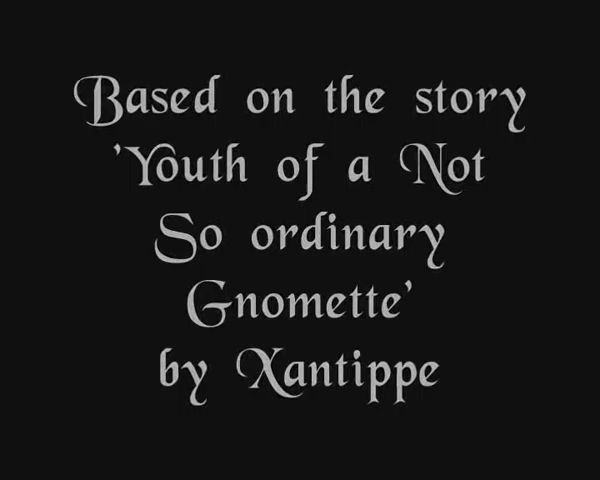 Based on the story
'Youth of a Not
So ordinary
Gnomette'
by Xantippe